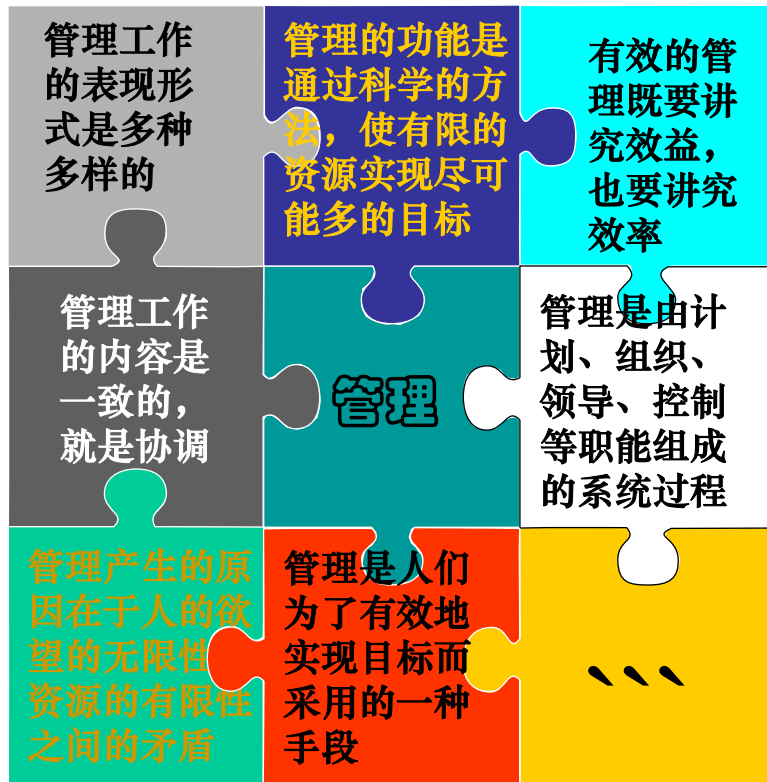 管理工作
的表现形
式是多种
多样的
管理的功能是
通过科学的方
法，使有限的
资源实现尽可
能多的目标
有效的管
理既要讲
究效益，
也要讲究
效率
管理工作
的内容是
一致的，
就是协调
管理
管理是由计
划、组织、
领导、控制
等职能组成
的系统过程
管理产生的原
因在于人的欲
望的无限性
资源的有限性
之间的矛盾
管理是人们
为了有效地
实现目标而
采用的一种
手段
、、、